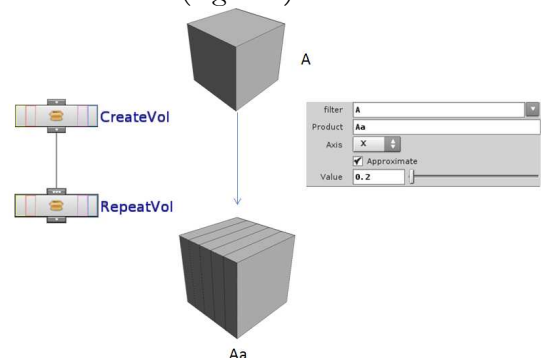 A
CreateVol
RepeatVol
filter A
Product Aa
Axis X
Approximate
Value 0.2
Aa